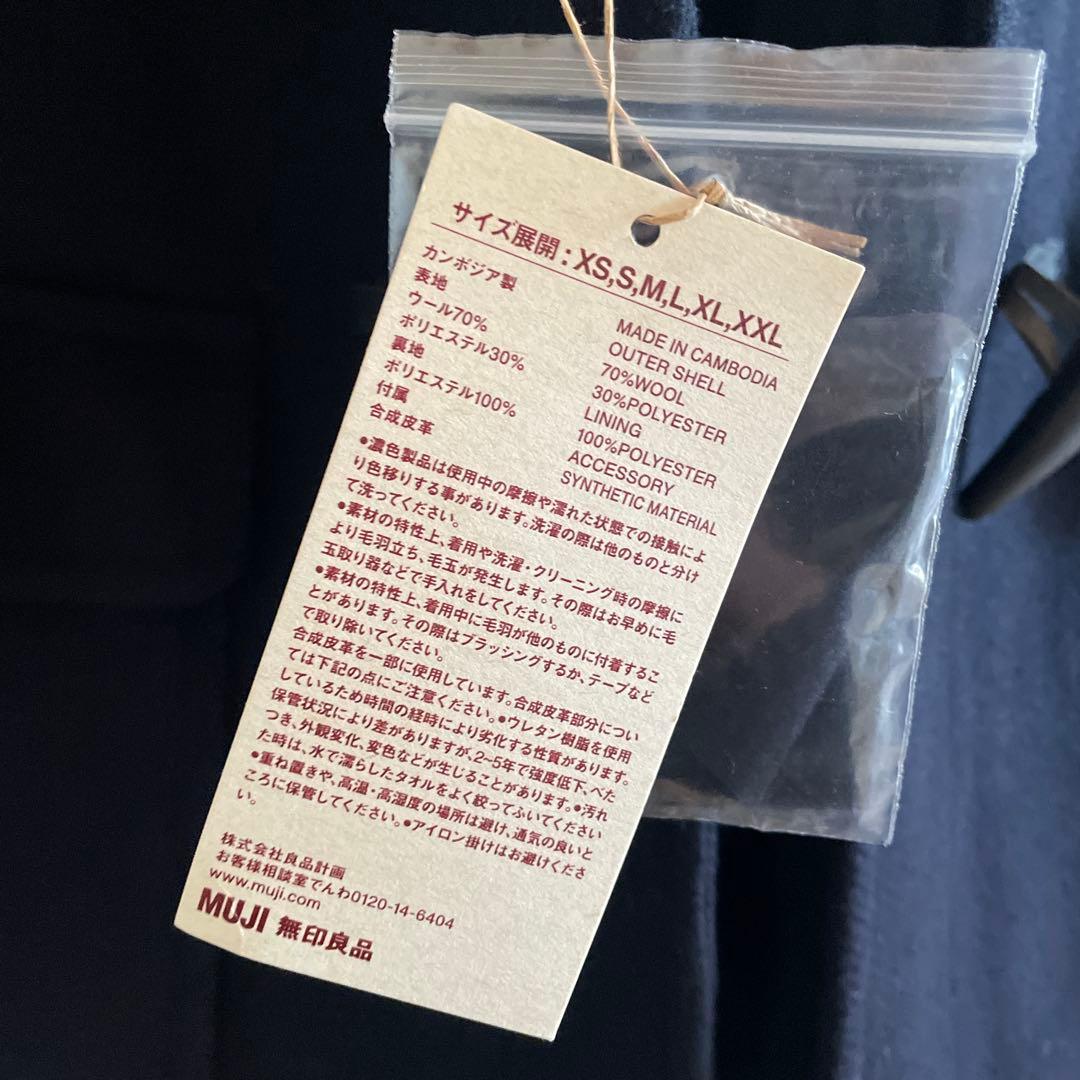 サイズ展開：XS,S,M,L,XL,XXL
カンボジア製
表地
ウール70%
ポリエステル30%
裏地
ポリエステル100%
付属
合成皮革
MADE IN CAMBODIA
OUTER SHELL
70%WOOL
30%POLYESTER
LINING
100%POLYESTER
ACCESSORY
SYNTHETIC MATERIAL
●濃色製品は使用中の摩擦や濡れた状態での接触によ
り色移りする事があります。洗濯の際は他のものと分け
て洗ってください。
●素材の特性上、着用や洗濯・クリーニング時の摩擦に
より毛羽立ち、毛玉が発生します。その際はお早めに毛
玉取り器などで手入れをしてください。
●素材の特性上、着用中に毛羽が他のものに付着するこ
とがあります。その際はブラッシングするか、テープなど
で取り除いてください。
合成皮革を一部に使用しています。合成皮革部分につい
ては下記の点にご注意ください。●ウレタン樹脂を使用
しているため時間の経時により劣化する性質があります。
保管状況により差がありますが、2~5年で強度低下、べた
つき、外観変化、変色などが生じることがあります。●汚れ
た時は、水で濡らしたタオルをよく絞ってふいてください
●重ね置きや、高温・高湿度の場所は避け、通気の良いと
ころに保管してください。●アイロン掛けはお避けくださ
い。
株式会社良品計画
お客様相談室でんわ0120-14-6404
www.muji.com
MUJI 無印良品